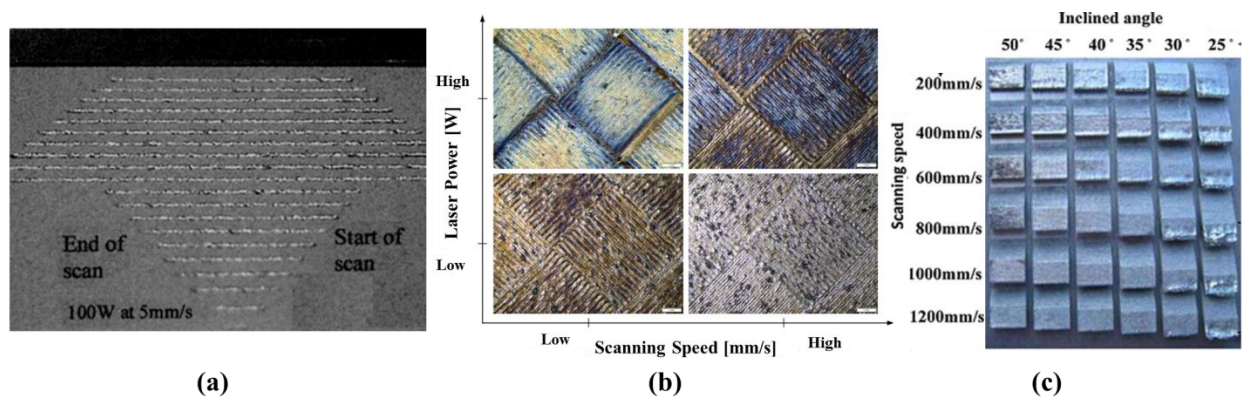 End of
scan
Start of
scan
100W at 5mm/s
(a)
Laser Power [W]
High
Low
Low
High
Scanning Speed [mm/s]
(b)
(c)
Inclined angle
50° 45° 40° 35° 30° 25°
Scanning speed
200mm/s
400mm/s
600mm/s
800mm/s
1000mm/s
1200mm/s